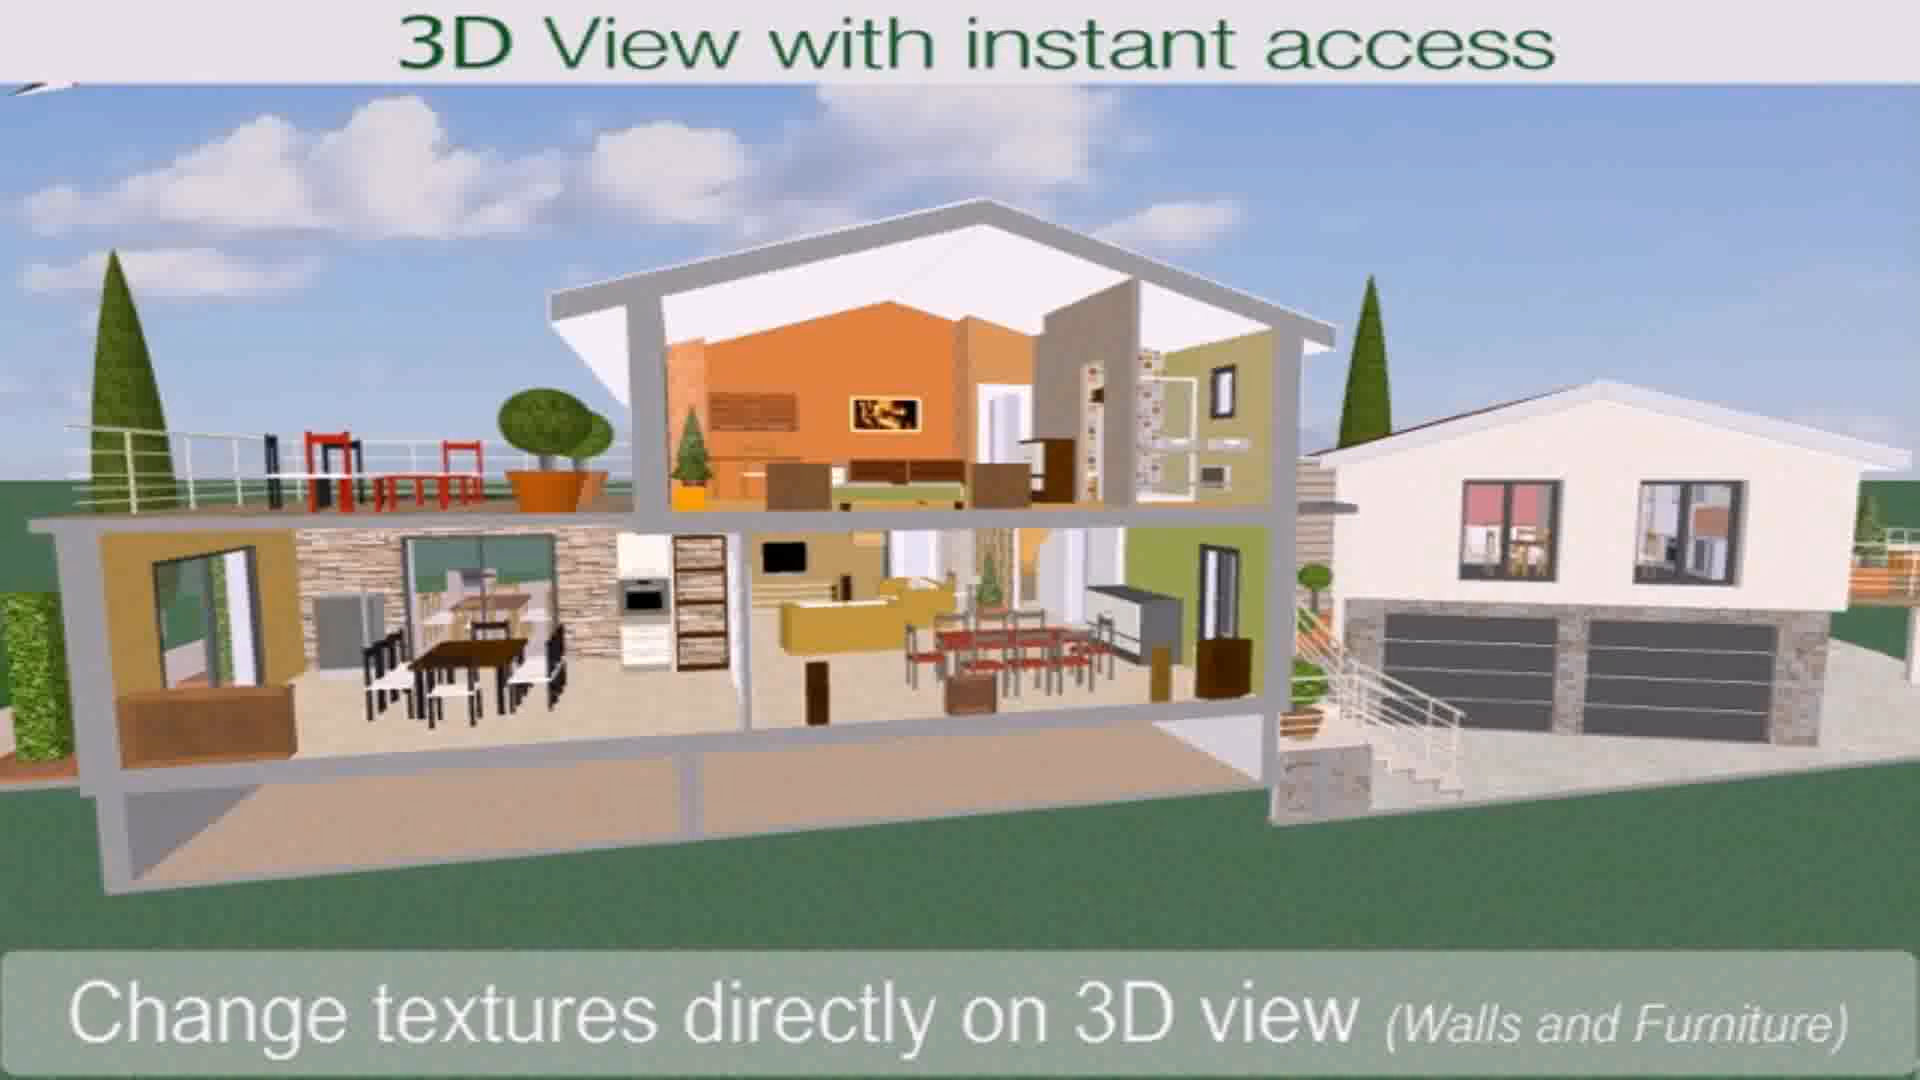 3D View with instant access
Change textures directly on 3D view (Walls and Furniture)